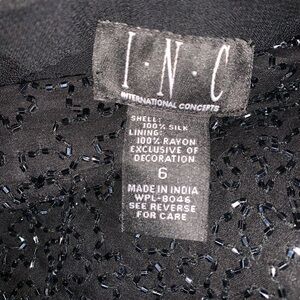 I·N·C
INTERNATIONAL CONCEPTS
SHELL:
100% SILK
LINING:
100% RAYON
EXCLUSIVE OF
DECORATION
6
MADE IN INDIA
WPL-8046
SEE REVERSE
FOR CARE